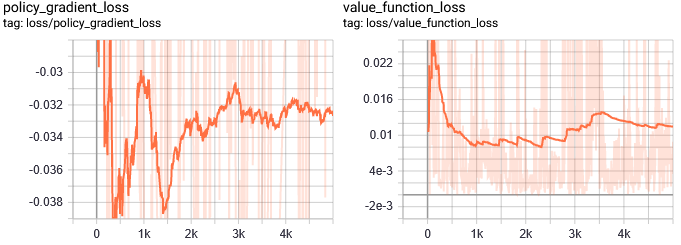 policy_gradient_loss
tag: loss/policy_gradient_loss
-0.03
-0.032
-0.034
-0.036
-0.038
0 1k 2k 3k 4k
value_function_loss
tag: loss/value_function_loss
0.022
0.016
0.01
4e-3
-2e-3
0 1k 2k 3k 4k